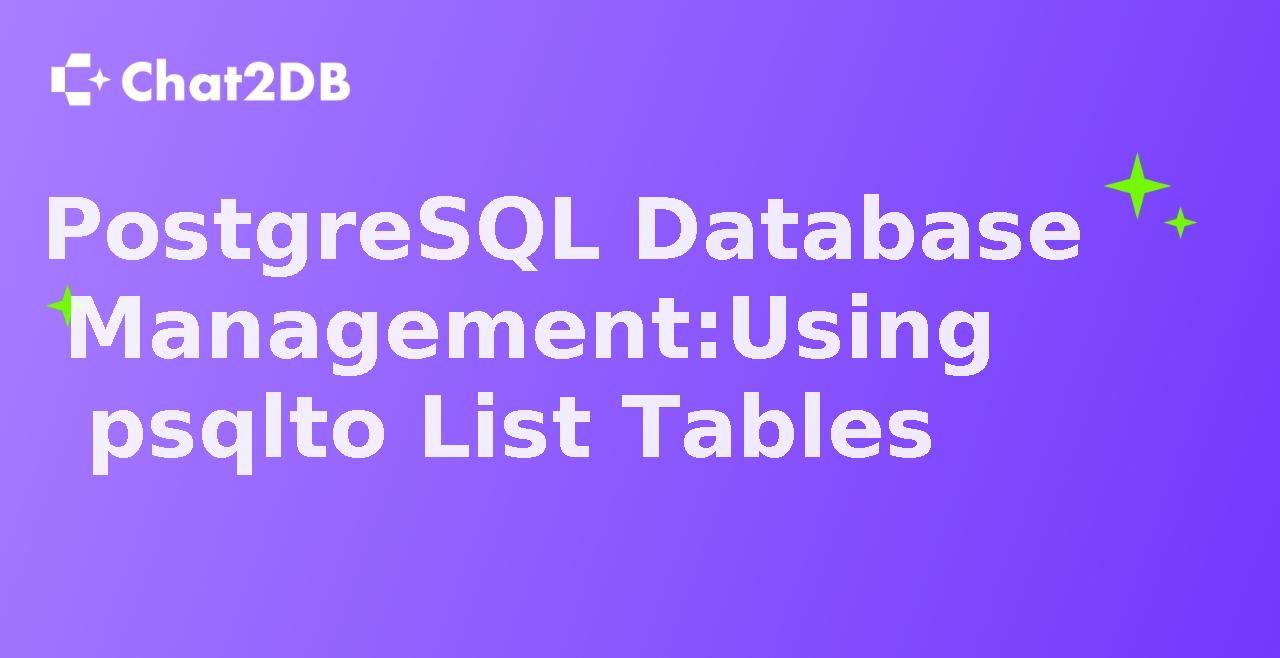 Chat2DB
PostgreSQL Database
Management:Using
psqlto List Tables